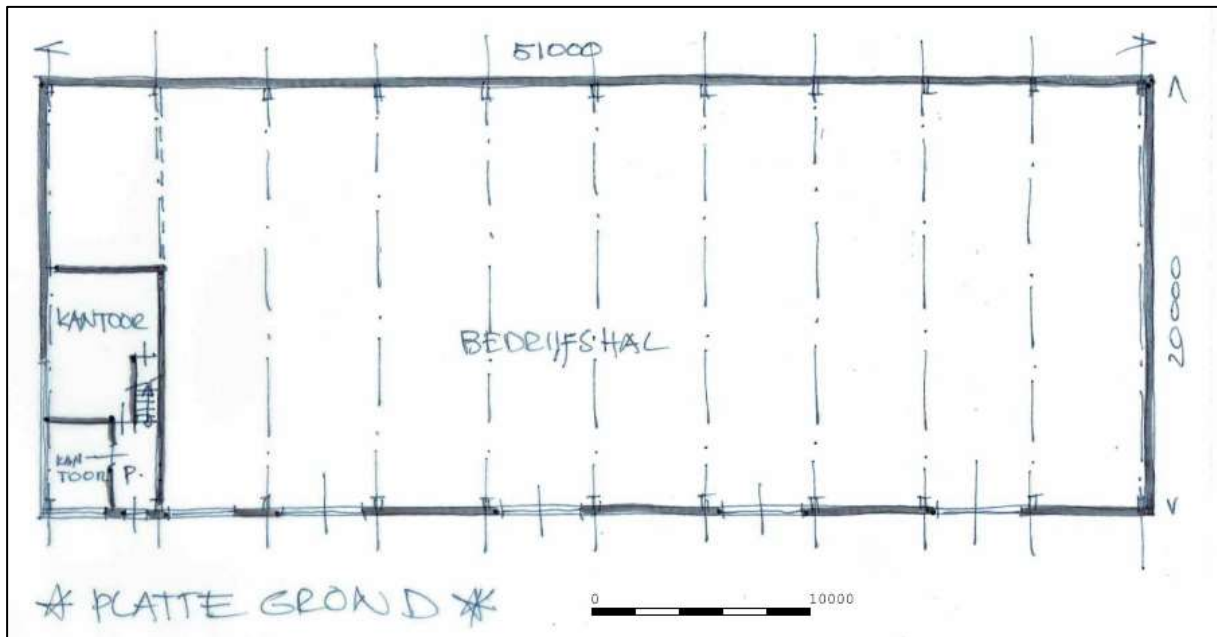 51000
20000
KANTOOR
BEDRIJFSHAL
KAN-
TOOR
P.
☆ PLATTE GROND ☆
0 10000